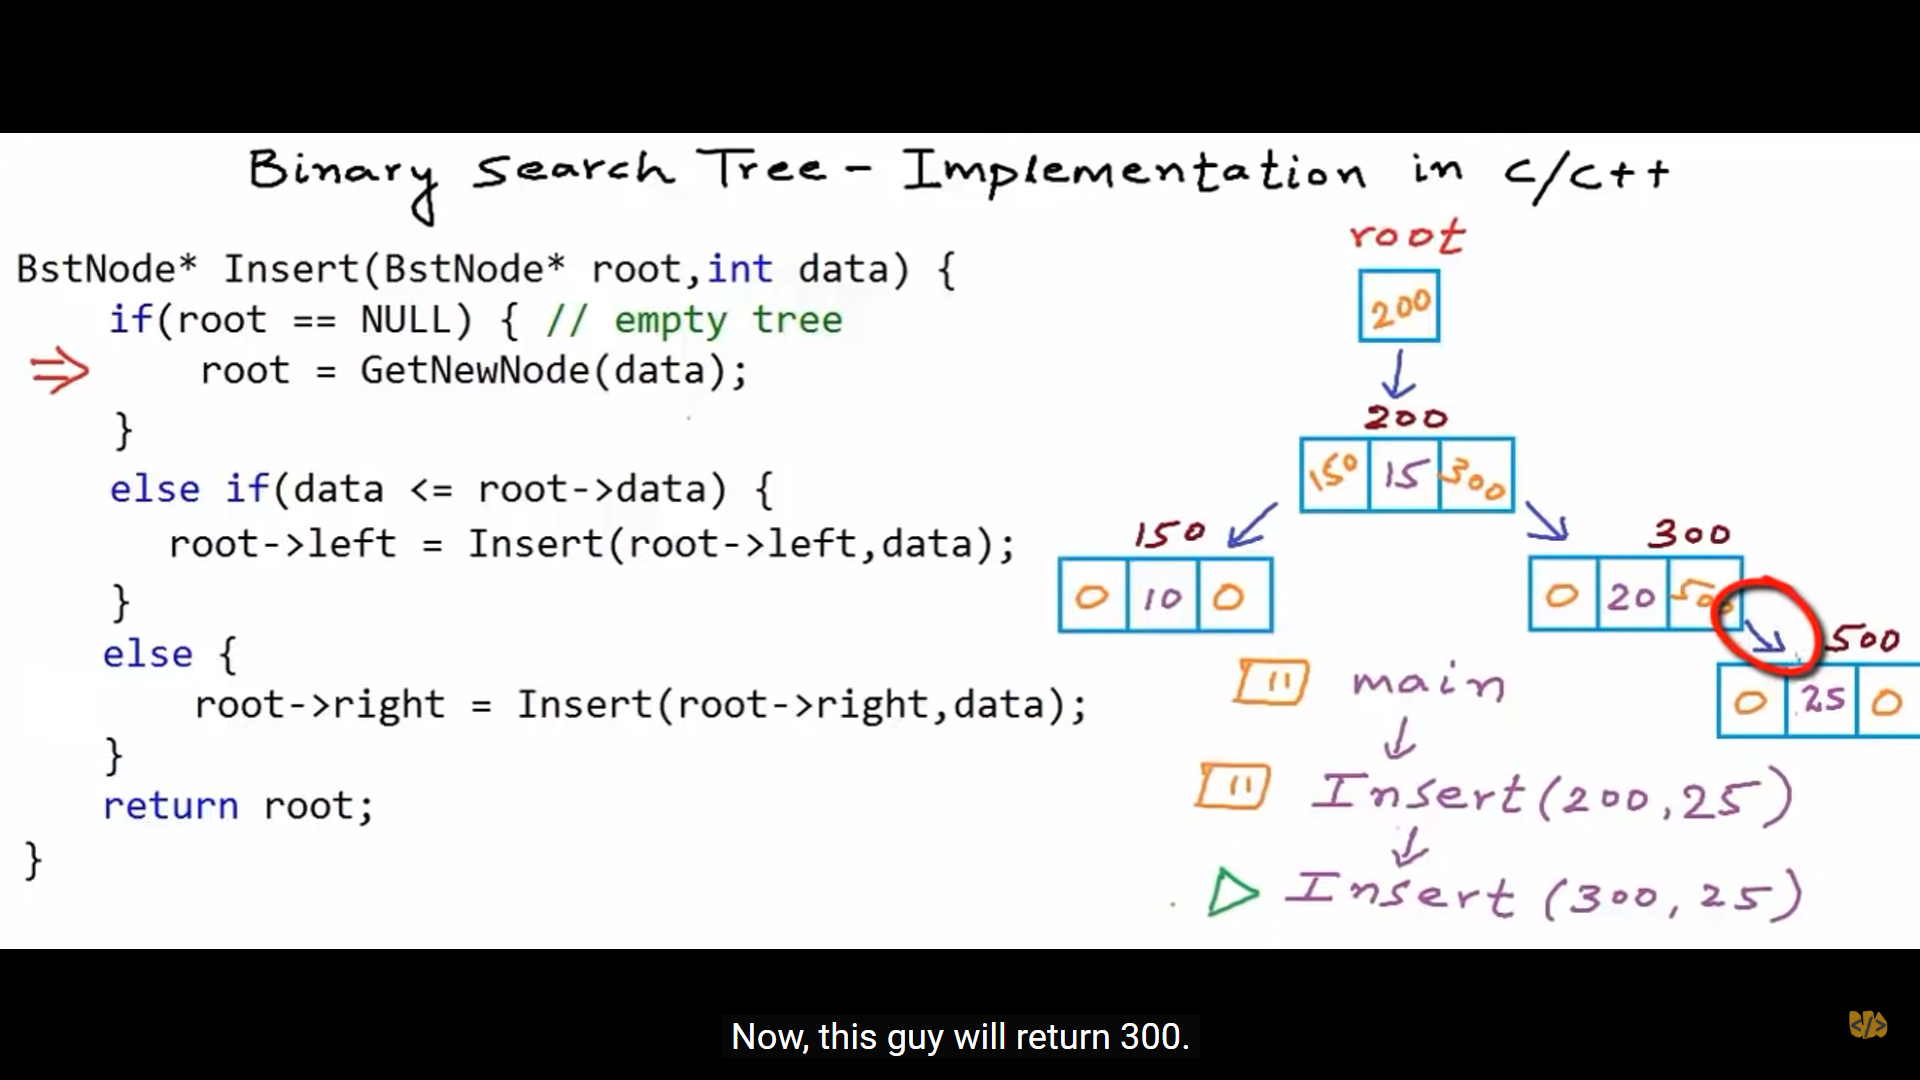 Binary Search Tree - Implementation in C/C++
BstNode* Insert(BstNode* root,int data) {
if(root == NULL) { // empty tree
root = GetNewNode(data);
}
else if(data <= root->data) {
root->left = Insert(root->left,data);
}
else {
root->right = Insert(root->right,data);
}
return root;
}
root
200
200
150 15 300
150
0 10 0
300
0 20 500
500
0 25 0
main
Insert(200,25)
Insert (300,25)
Now, this guy will return 300.